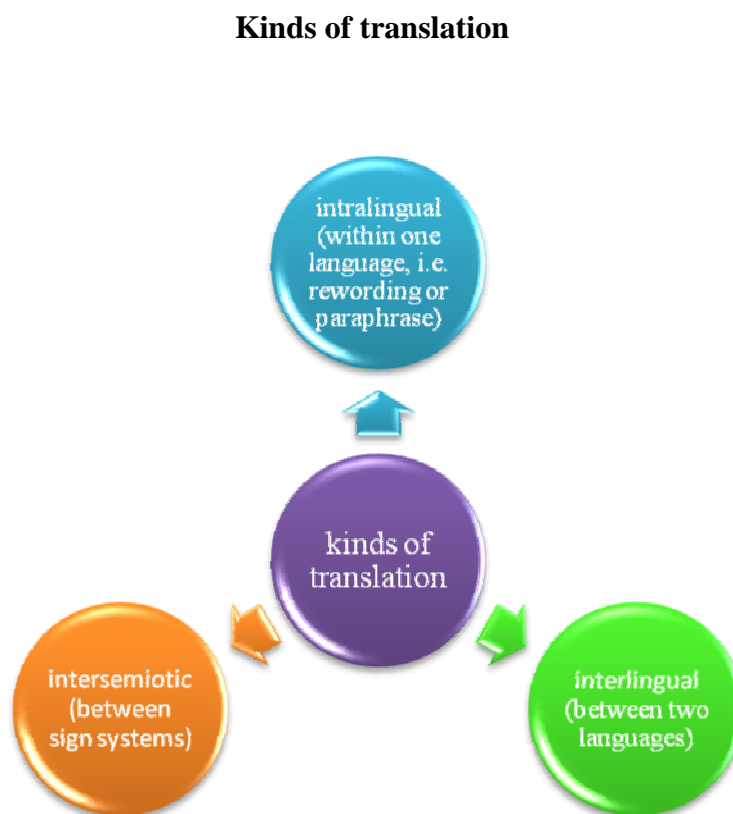 Kinds of translation
intralingual
(within one
language, i.e.
rewording or
paraphrase)
kinds of
translation
intersemiotic
(between
sign systems)
interlingual
(between two
languages)